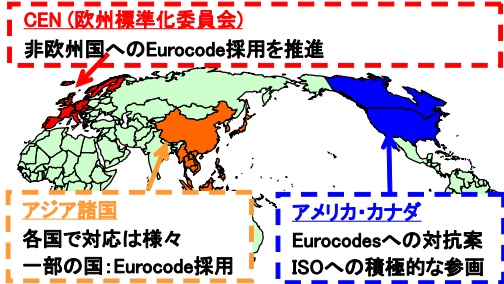 CEN (欧州標準化委員会)
非欧州国へのEurocode採用を推進
アジア諸国
各国で対応は様々
一部の国：Eurocode採用
アメリカ・カナダ
Eurocodesへの対抗案
ISOへの積極的な参画